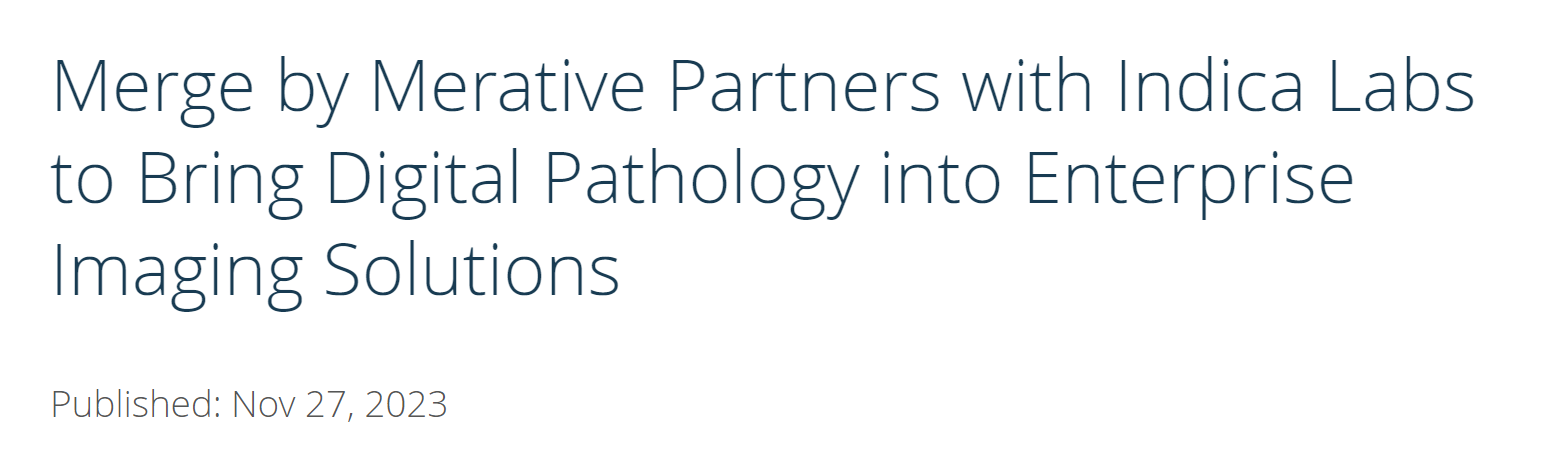 Merge by Merative Partners with Indica Labs
to Bring Digital Pathology into Enterprise
Imaging Solutions
Published: Nov 27, 2023